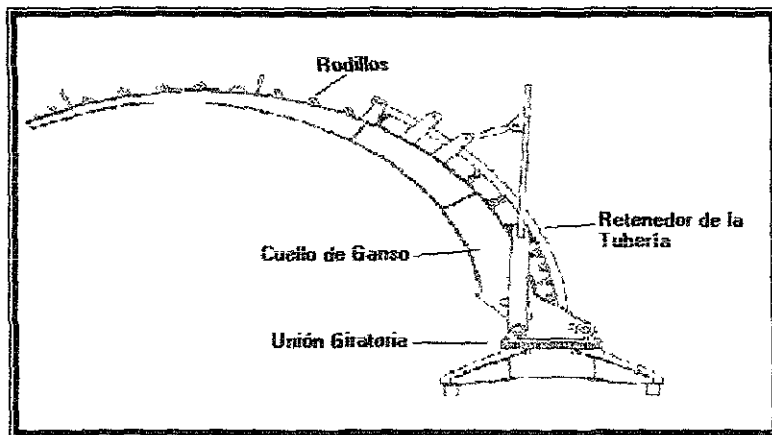 Rodillos
Retenedor de la
Tubería
Cuello de Ganso
Unión Giratoria